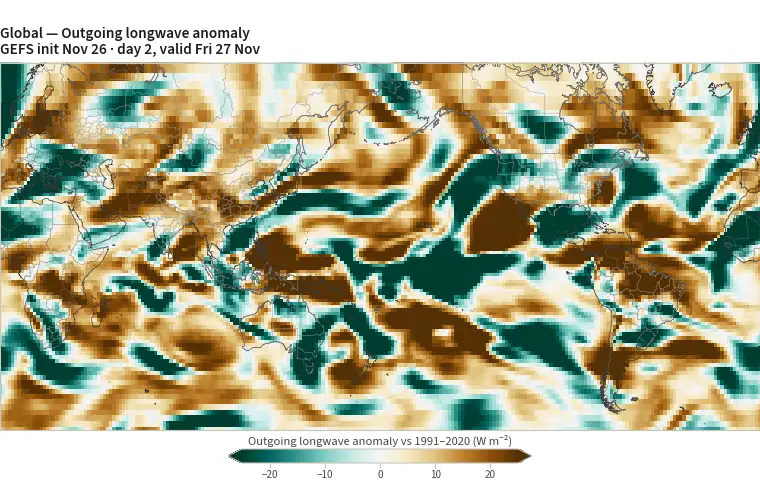 Global — Outgoing longwave anomaly
GEFS init Nov 26 · day 2, valid Fri 27 Nov
Outgoing longwave anomaly vs 1991–2020 (W m⁻²)
−20 −10 0 10 20